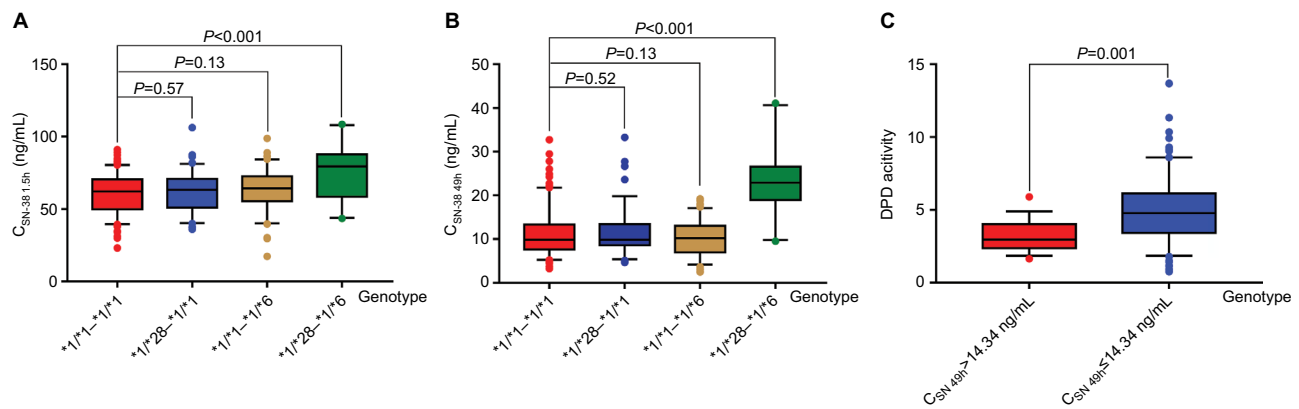 A
P<0.001
P=0.13
P=0.57
150
100
50
0
C SN-38 1.5h (ng/mL)
*1/*1– *1/*1
*1/*28– *1/*1
*1/*1– *1/*6
*1/*28– *1/*6
Genotype
B
P<0.001
P=0.13
P=0.52
50
40
30
20
10
0
C SN-38 49h (ng/mL)
*1/*1– *1/*1
*1/*28– *1/*1
*1/*1– *1/*6
*1/*28– *1/*6
Genotype
C
P=0.001
15
10
5
0
DPD acitivity
C SN 49h>14.34 ng/mL
C SN 49h≤14.34 ng/mL
Genotype